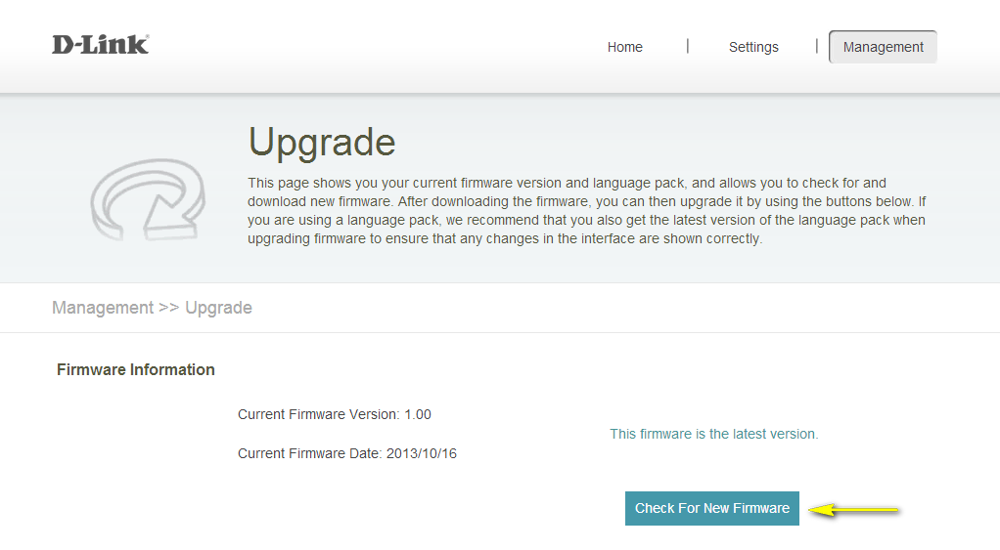 D-Link
Home | Settings | Management
Upgrade
This page shows you your current firmware version and language pack, and allows you to check for and
download new firmware. After downloading the firmware, you can then upgrade it by using the buttons below. If
you are using a language pack, we recommend that you also get the latest version of the language pack when
upgrading firmware to ensure that any changes in the interface are shown correctly.
Management >> Upgrade
Firmware Information
Current Firmware Version: 1.00
This firmware is the latest version.
Current Firmware Date: 2013/10/16
Check For New Firmware